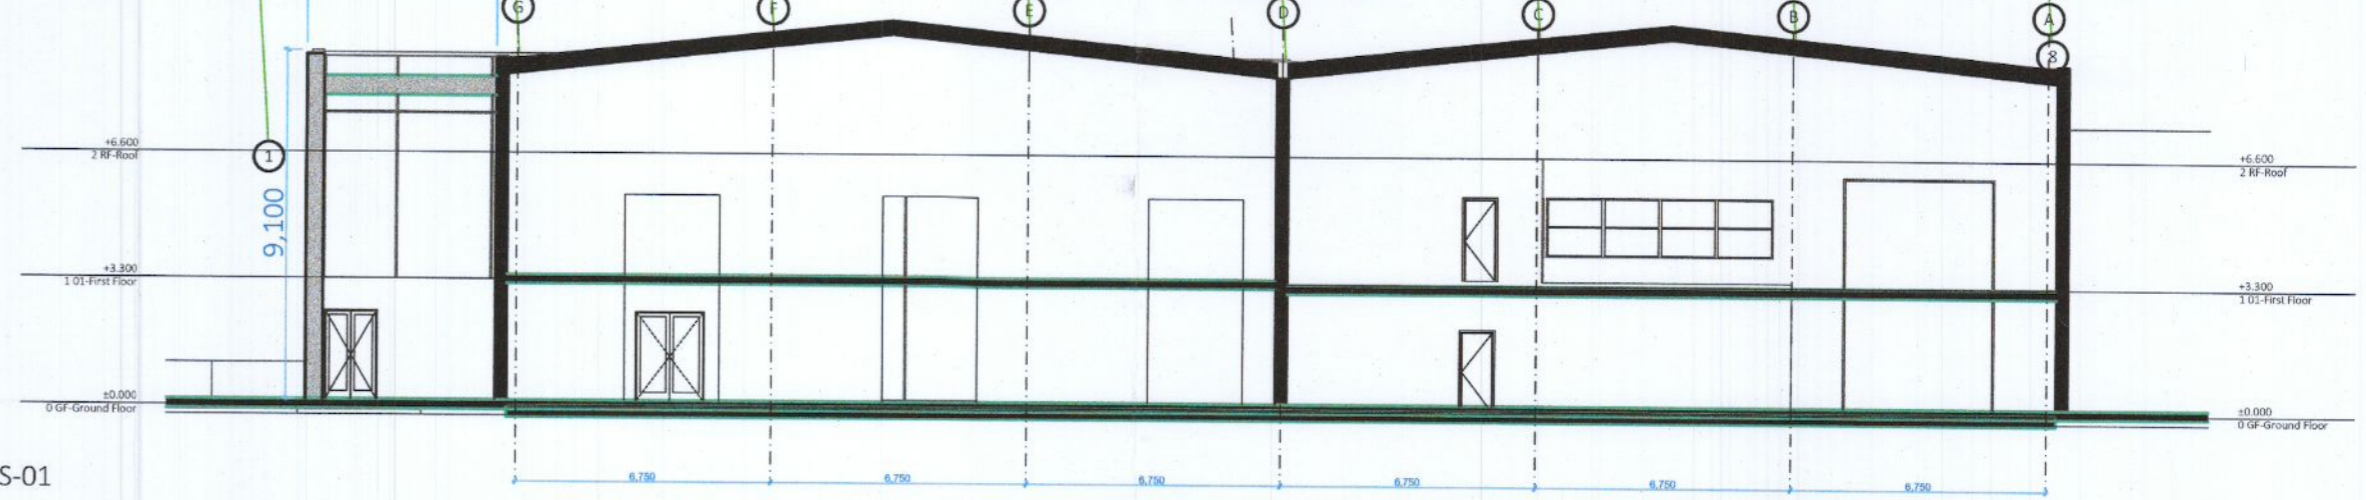 G F E D C B A
8
+6.600
2 RF-Roof
1
+6.600
2 RF-Roof
9,100
+3.300
1 01-First Floor
+3.300
1 01-First Floor
±0.000
0 GF-Ground Floor
±0.000
0 GF-Ground Floor
S-01
6,750 6,750 6,750 6,750 6,750 6,750